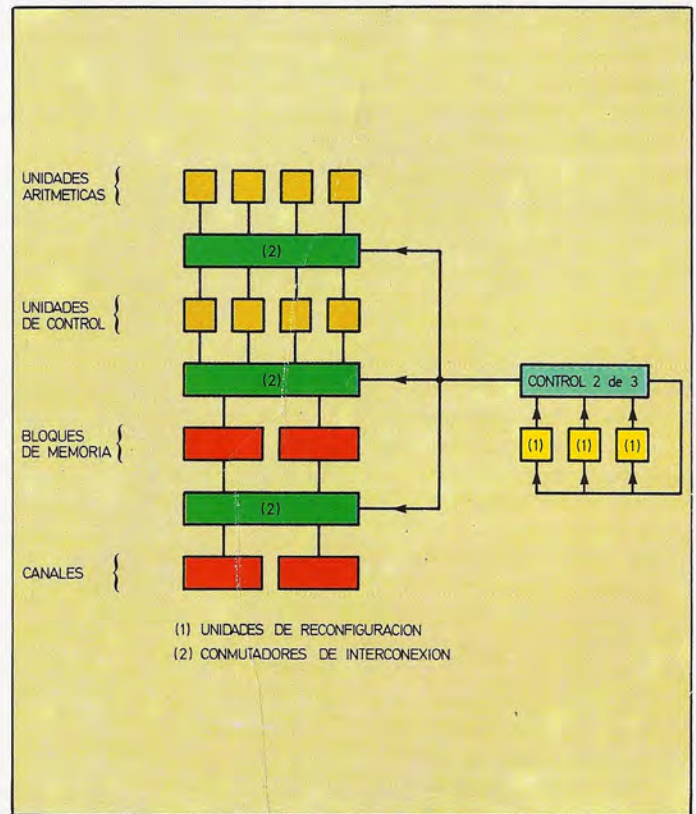 UNIDADES
ARITMETICAS
(2)
UNIDADES
DE CONTROL
(2)
CONTROL 2 de 3
(1) (1) (1)
BLOQUES
DE MEMORIA
(2)
CANALES
(1) UNIDADES DE RECONFIGURACION
(2) CONMUTADORES DE INTERCONEXION